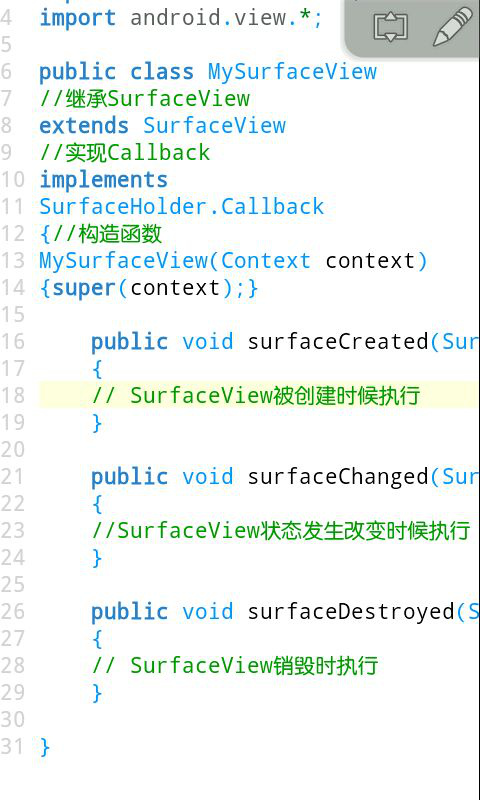 4 import android.view.*;
5
6 public class MySurfaceView
7 //继承SurfaceView
8 extends SurfaceView
9 //实现Callback
10 implements
11 SurfaceHolder.Callback
12 {//构造函数
13 MySurfaceView(Context context)
14 {super(context);}
15
16 public void surfaceCreated(Sur
17 {
18 // SurfaceView被创建时候执行
19 }
20
21 public void surfaceChanged(Sur
22 {
23 //SurfaceView状态发生改变时候执行
24 }
25
26 public void surfaceDestroyed(S
27 {
28 // SurfaceView销毁时执行
29 }
30
31 }